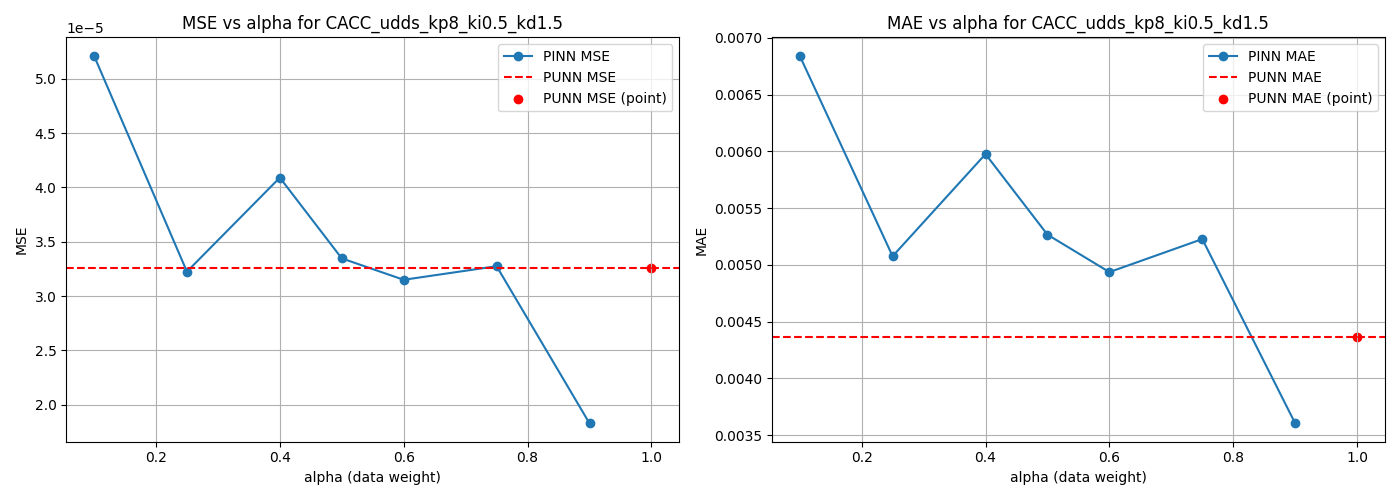 MSE vs alpha for CACC_udds_kp8_ki0.5_kd1.5
1e−5
5.0
4.5
4.0
3.5
3.0
2.5
2.0
MSE
0.2 0.4 0.6 0.8 1.0
alpha (data weight)
PINN MSE
PUNN MSE
PUNN MSE (point)
MAE vs alpha for CACC_udds_kp8_ki0.5_kd1.5
0.0070
0.0065
0.0060
0.0055
0.0050
0.0045
0.0040
0.0035
MAE
0.2 0.4 0.6 0.8 1.0
alpha (data weight)
PINN MAE
PUNN MAE
PUNN MAE (point)